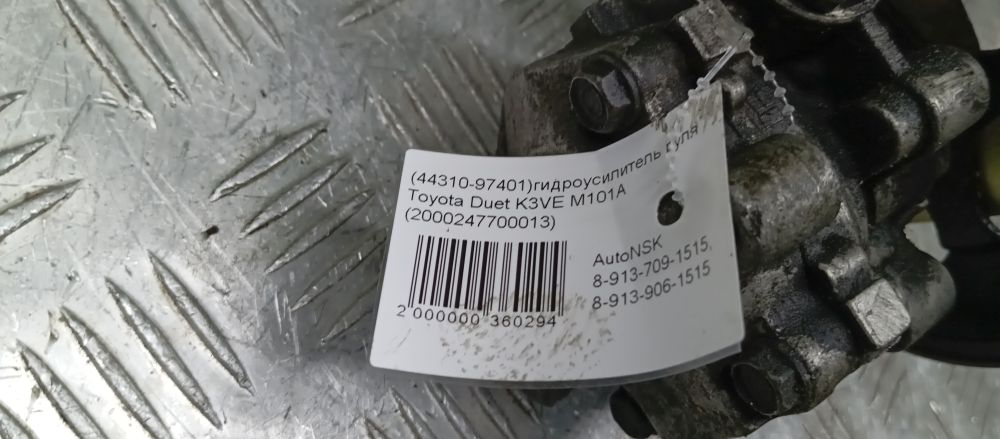 (44310-97401)гидроусилитель руля
Toyota Duet K3VE M101A
(2000247700013)
AutoNSK
8-913-709-1515,
8-913-906-1515
2 000000 360294